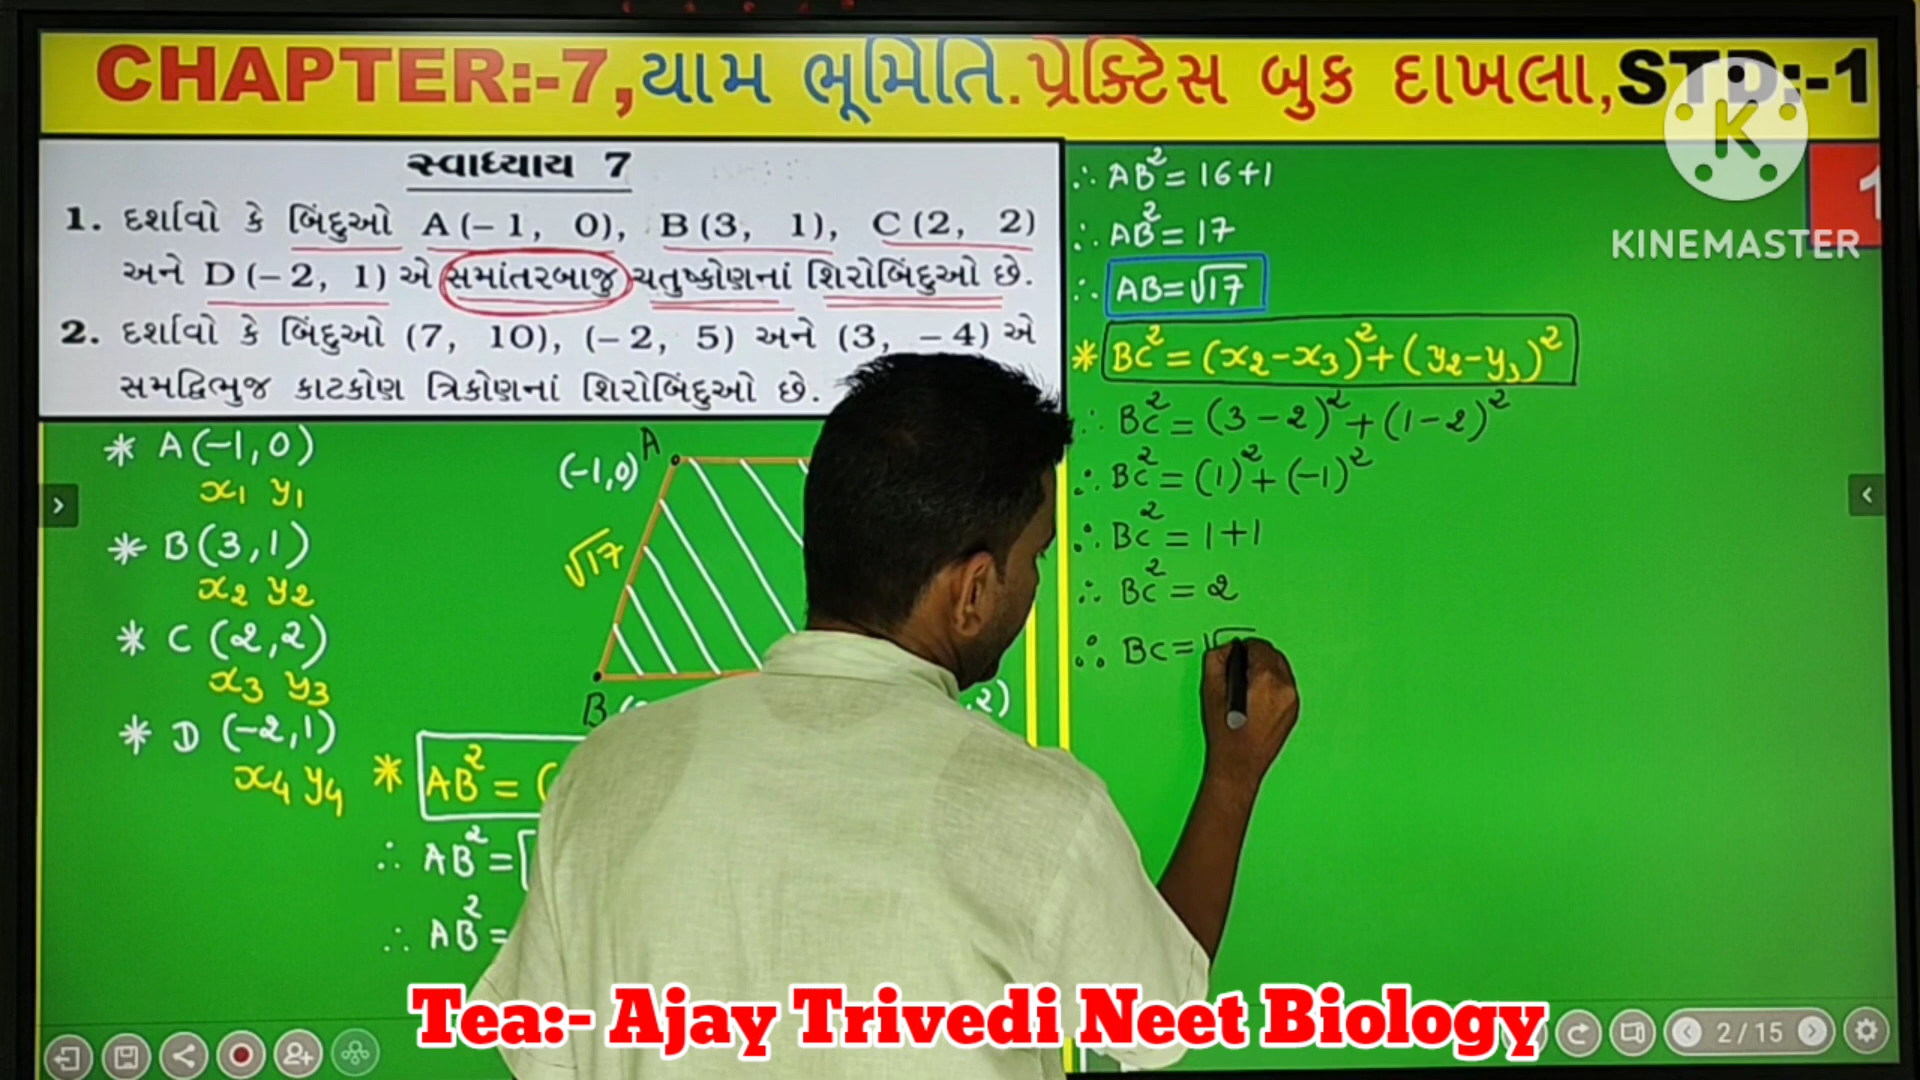 CHAPTER:-7,યામ ભૂમિતિ.પ્રેક્ટિસ બુક દાખલા,STD:-1
KINEMASTER
સ્વાધ્યાય 7
1. દર્શાવો કે બિંદુઓ A(– 1, 0), B(3, 1), C(2, 2)
અને D(– 2, 1) એ સમાંતરબાજુ ચતુષ્કોણનાં શિરોબિંદુઓ છે.
2. દર્શાવો કે બિંદુઓ (7, 10), (– 2, 5) અને (3, – 4) એ
સમદ્વિભુજ કાટકોણ ત્રિકોણનાં શિરોબિંદુઓ છે.
* A(-1,0)
x₁ y₁
* B(3,1)
x₂ y₂
* C (2,2)
x₃ y₃
* D (-2,1)
x₄ y₄
A
(-1,0)
√17
B
2)
* AB² = (
∴ AB² =
∴ AB² =
∴ AB² = 16+1
∴ AB² = 17
∴ AB=√17
* BC² = (x₂-x₃)²+(y₂-y₃)²
∴ BC² = (3-2)²+(1-2)²
∴ BC² = (1)²+(-1)²
∴ BC² = 1+1
∴ BC² = 2
∴ BC = √
Tea:- Ajay Trivedi Neet Biology
2/15